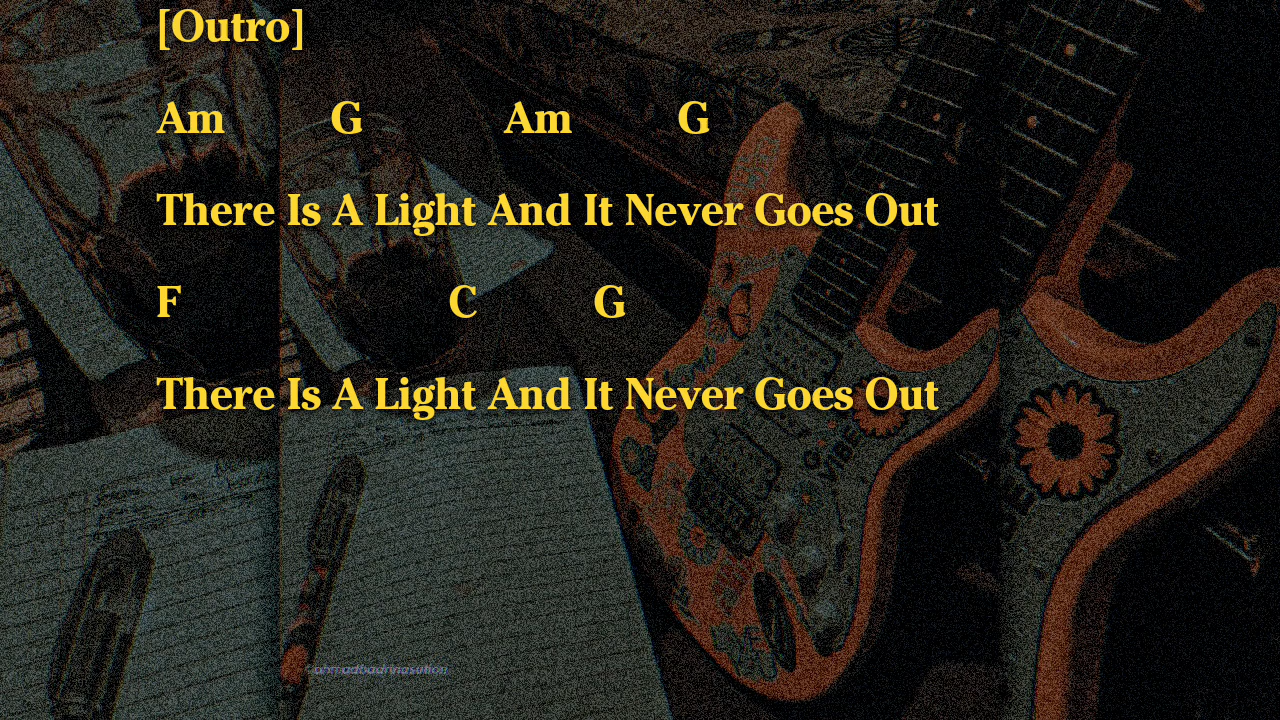 [Outro]
Am G Am G
There Is A Light And It Never Goes Out
F C G
There Is A Light And It Never Goes Out
VIBE